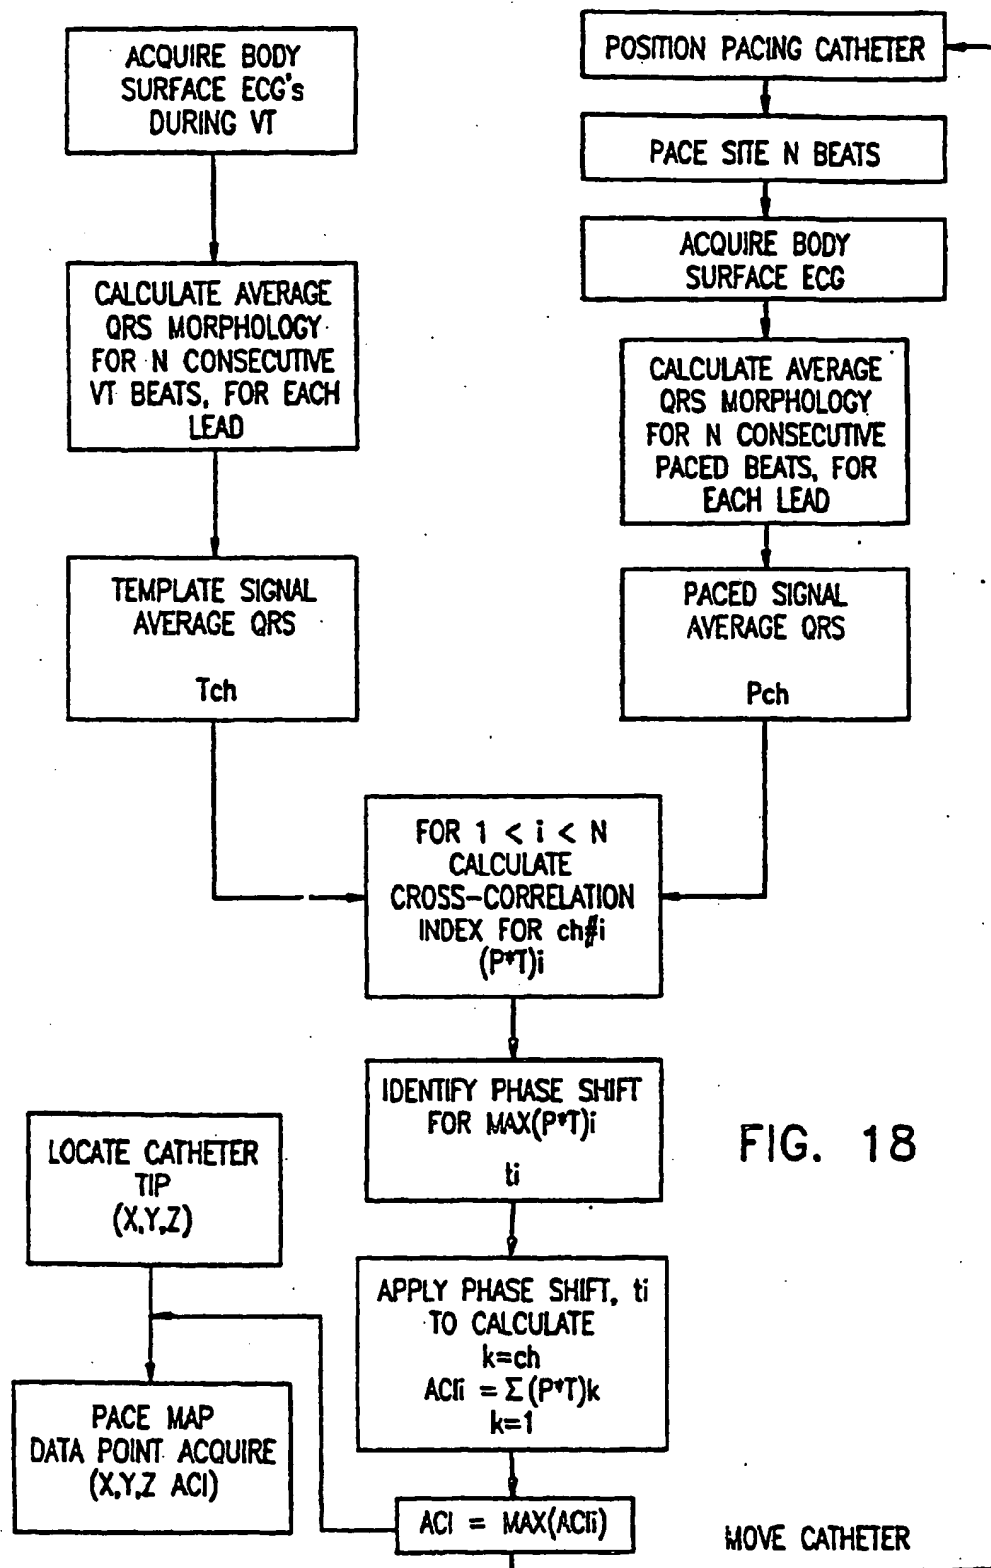 ACQUIRE BODY
SURFACE ECG's
DURING VT
CALCULATE AVERAGE
QRS MORPHOLOGY
FOR N CONSECUTIVE
VT BEATS, FOR EACH
LEAD
TEMPLATE SIGNAL
AVERAGE QRS
Tch
POSITION PACING CATHETER
PACE SITE N BEATS
ACQUIRE BODY
SURFACE ECG
CALCULATE AVERAGE
QRS MORPHOLOGY
FOR N CONSECUTIVE
PACED BEATS, FOR
EACH LEAD
PACED SIGNAL
AVERAGE QRS
Pch
FOR 1 < i < N
CALCULATE
CROSS-CORRELATION
INDEX FOR ch#i
(P*T)i
IDENTIFY PHASE SHIFT
FOR MAX(P*T)i
ti
APPLY PHASE SHIFT, ti
TO CALCULATE
k=ch
ACIi = Σ(P*T)k
k=1
ACI = MAX(ACIi)
LOCATE CATHETER
TIP
(X,Y,Z)
PACE MAP
DATA POINT ACQUIRE
(X,Y,Z ACI)
FIG. 18
MOVE CATHETER